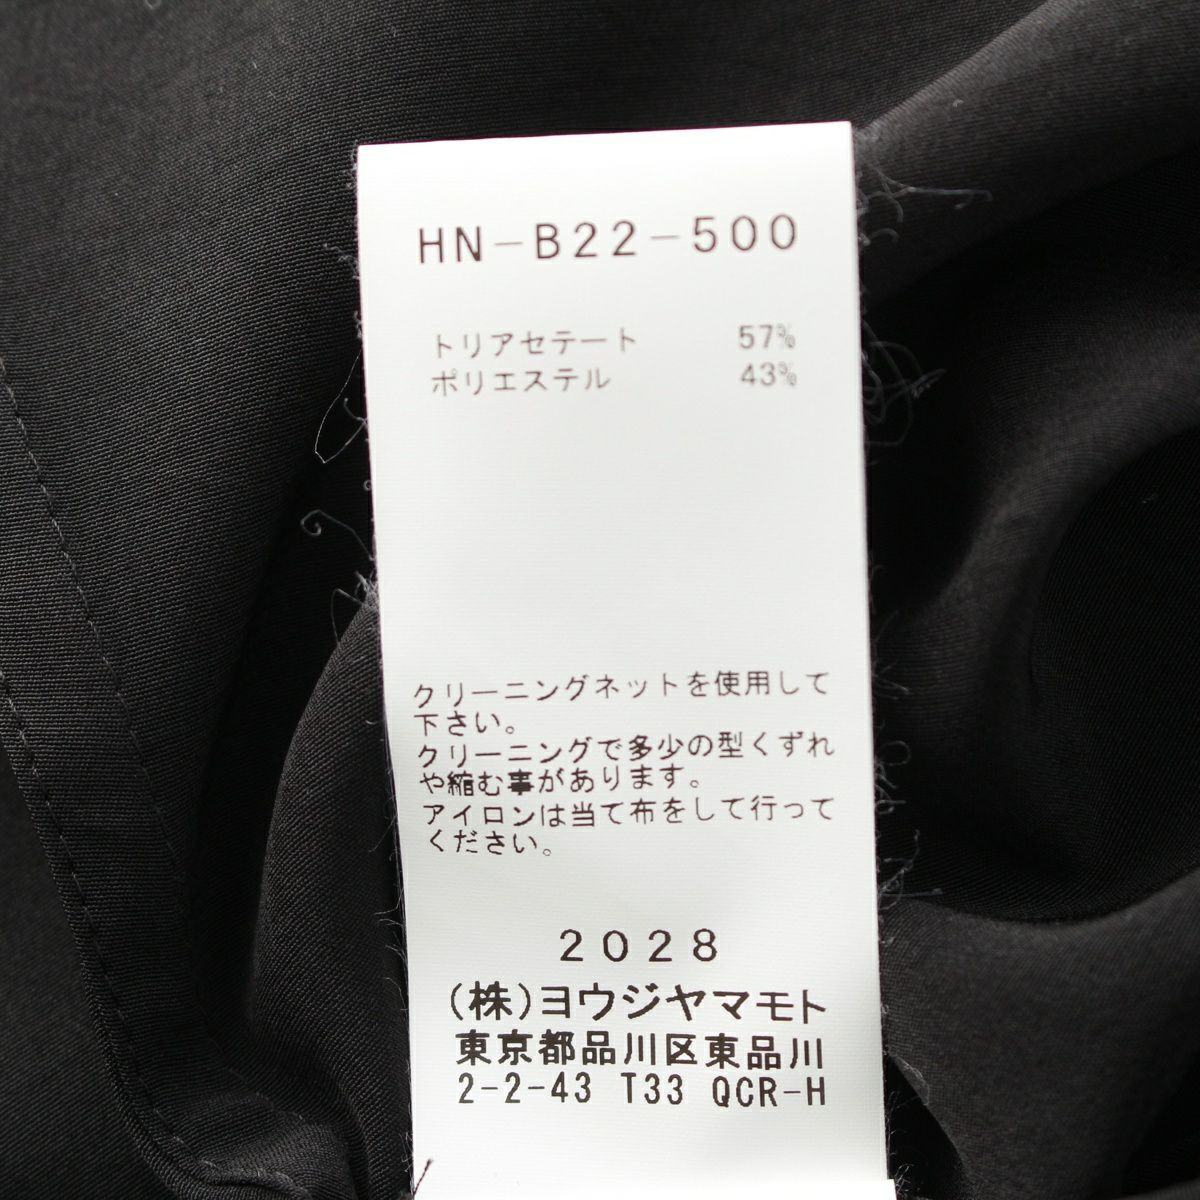 HN-B22-500
トリアセテート 57%
ポリエステル 43%
クリーニングネットを使用して
下さい。
クリーニングで多少の型くずれ
や縮む事があります。
アイロンは当て布をして行って
ください。
2028
(株)ヨウジヤマモト
東京都品川区東品川
2-2-43 T33 QCR-H